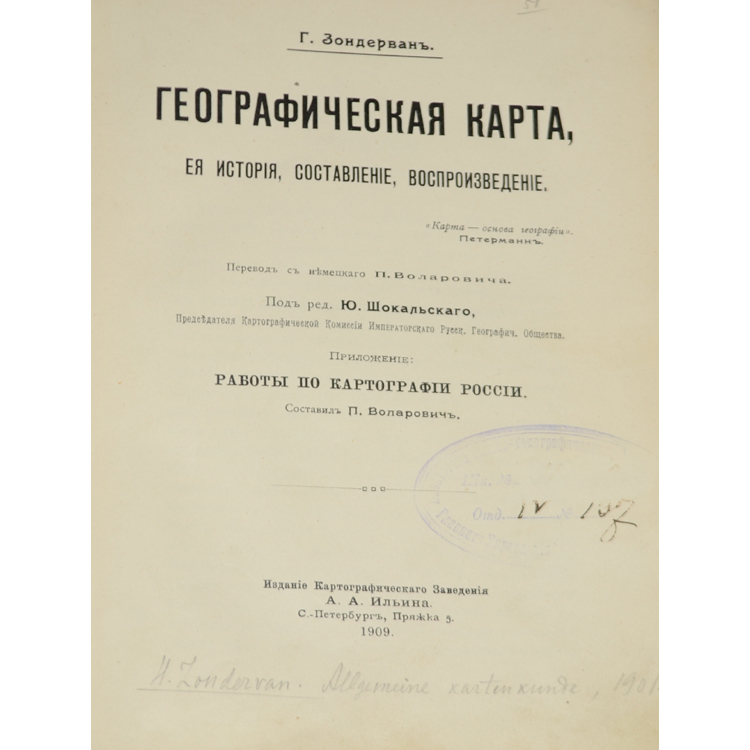 Г. Зондерванъ.
ГЕОГРАФИЧЕСКАЯ КАРТА,
ЕЯ ИСТОРІЯ, СОСТАВЛЕНІЕ, ВОСПРОИЗВЕДЕНІЕ.
«Карта — основа географіи».
Петерманнъ.
Переводъ съ нѣмецкаго П. Воларовича.
Подъ ред. Ю. Шокальскаго,
Предсѣдателя Картографической Комиссіи Императорскаго Русск. Географич. Общества.
Приложеніе:
РАБОТЫ ПО КАРТОГРАФІИ РОССІИ.
Составилъ П. Воларовичъ.
Отд. IV
Изданіе Картографическаго Заведенія
А. А. Ильина.
С.-Петербургъ, Пряжка 5.
1909.
H. Zondervan. Allgemeine kartenkunde, 1901.